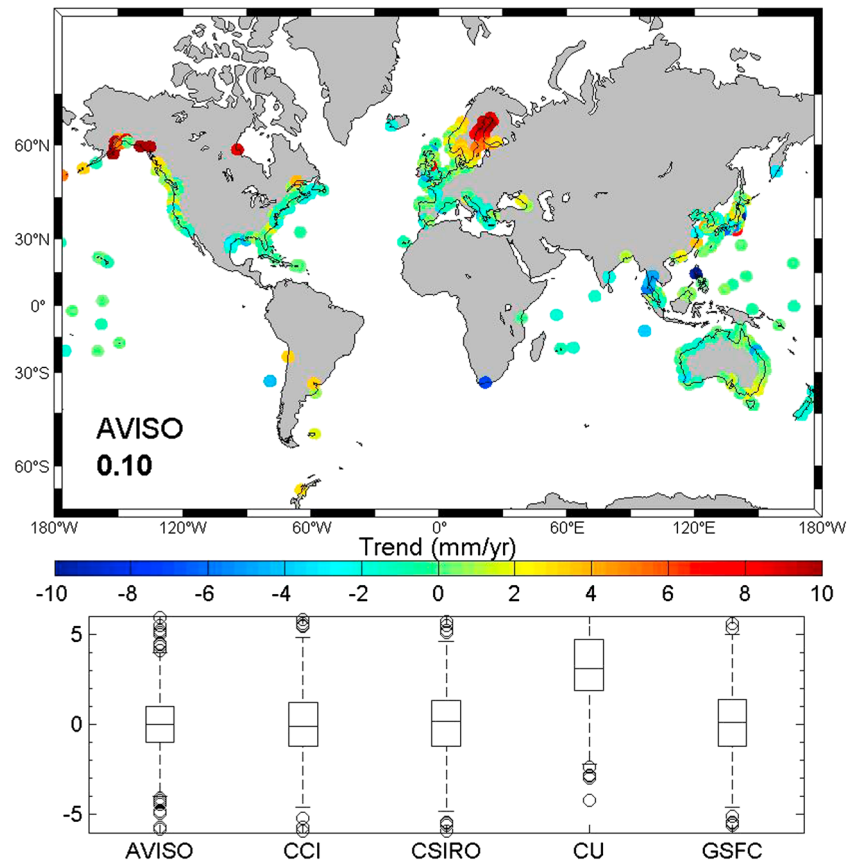 60°N
30°N
0°
30°S
60°S
AVISO
0.10
180°W 120°W 60°W 0° 60°E 120°E 180°W
Trend (mm/yr)
-10 -8 -6 -4 -2 0 2 4 6 8 10
5
0
-5
AVISO CCI CSIRO CU GSFC